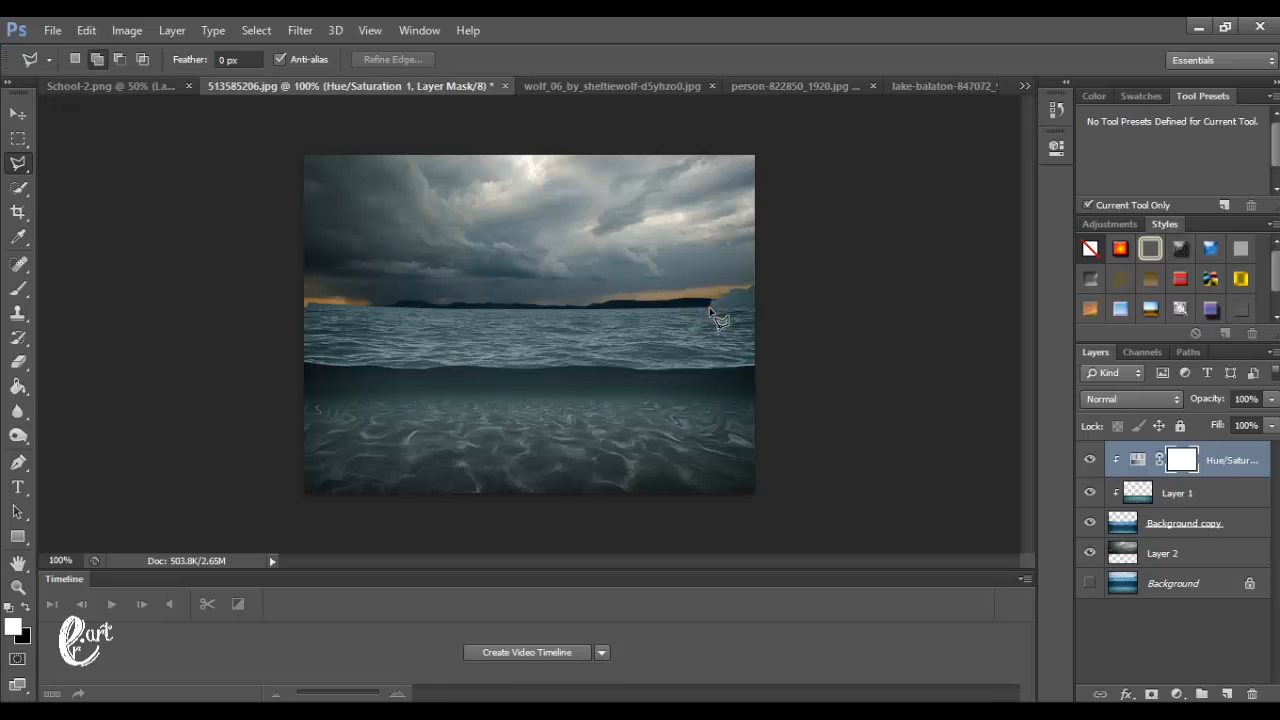 Ps File Edit Image Layer Type Select Filter 3D View Window Help
Feather: 0 px Anti-alias Refine Edge... Essentials
School-2.png @ 50% (La... × 513585206.jpg @ 100% (Hue/Saturation 1, Layer Mask/8) * × wolf_06_by_sheltiewolf-d5yhzo0.jpg × person-822850_1920.jpg ... × lake-balaton-847072_
Color Swatches Tool Presets
No Tool Presets Defined for Current Tool.
Current Tool Only
Adjustments Styles
Layers Channels Paths
Kind
Normal Opacity: 100%
Lock: Fill: 100%
Hue/Satur...
Layer 1
Background copy
Layer 2
Background
100% Doc: 503.8K/2.65M
Timeline
Create Video Timeline